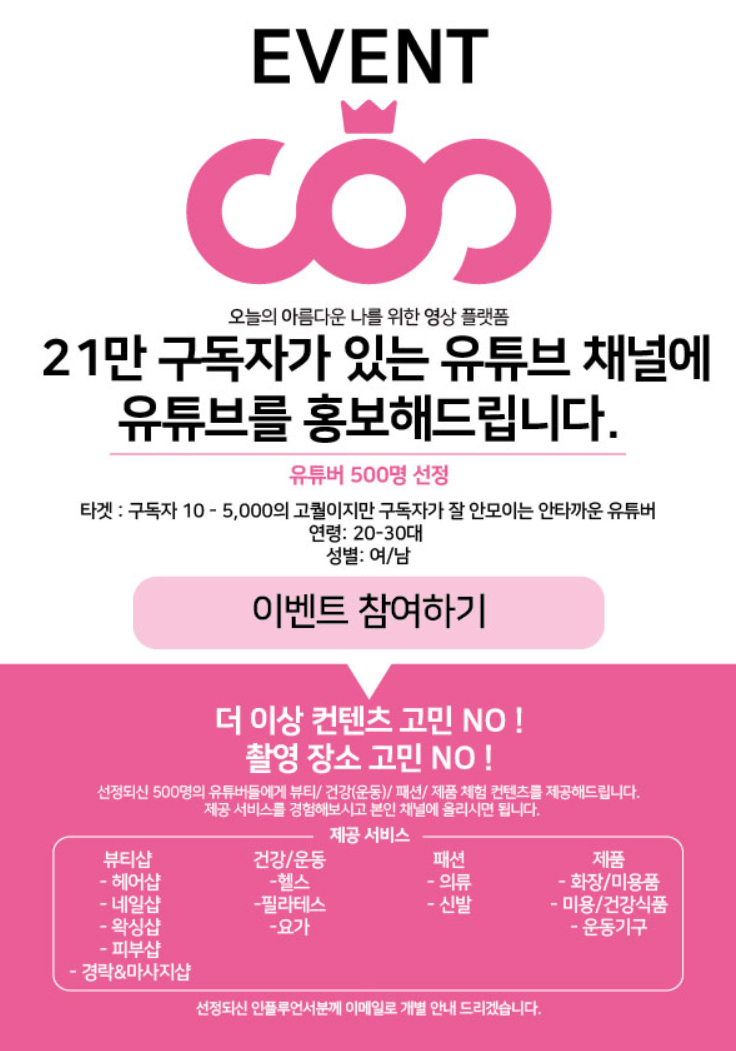 EVENT
오늘의 아름다운 나를 위한 영상 플랫폼
21만 구독자가 있는 유튜브 채널에
유튜브를 홍보해드립니다.
유튜버 500명 선정
타겟 : 구독자 10 - 5,000의 고퀄이지만 구독자가 잘 안모이는 안타까운 유튜버
연령: 20-30대
성별: 여/남
이벤트 참여하기
더 이상 컨텐츠 고민 NO !
촬영 장소 고민 NO !
선정되신 500명의 유튜버들에게 뷰티/ 건강(운동)/ 패션/ 제품 체험 컨텐츠를 제공해드립니다.
제공 서비스를 경험해보시고 본인 채널에 올리시면 됩니다.
제공 서비스
뷰티샵
- 헤어샵
- 네일샵
- 왁싱샵
- 피부샵
- 경락&마사지샵
건강/운동
-헬스
-필라테스
-요가
패션
- 의류
- 신발
제품
- 화장/미용품
- 미용/건강식품
- 운동기구
선정되신 인플루언서분께 이메일로 개별 안내 드리겠습니다.